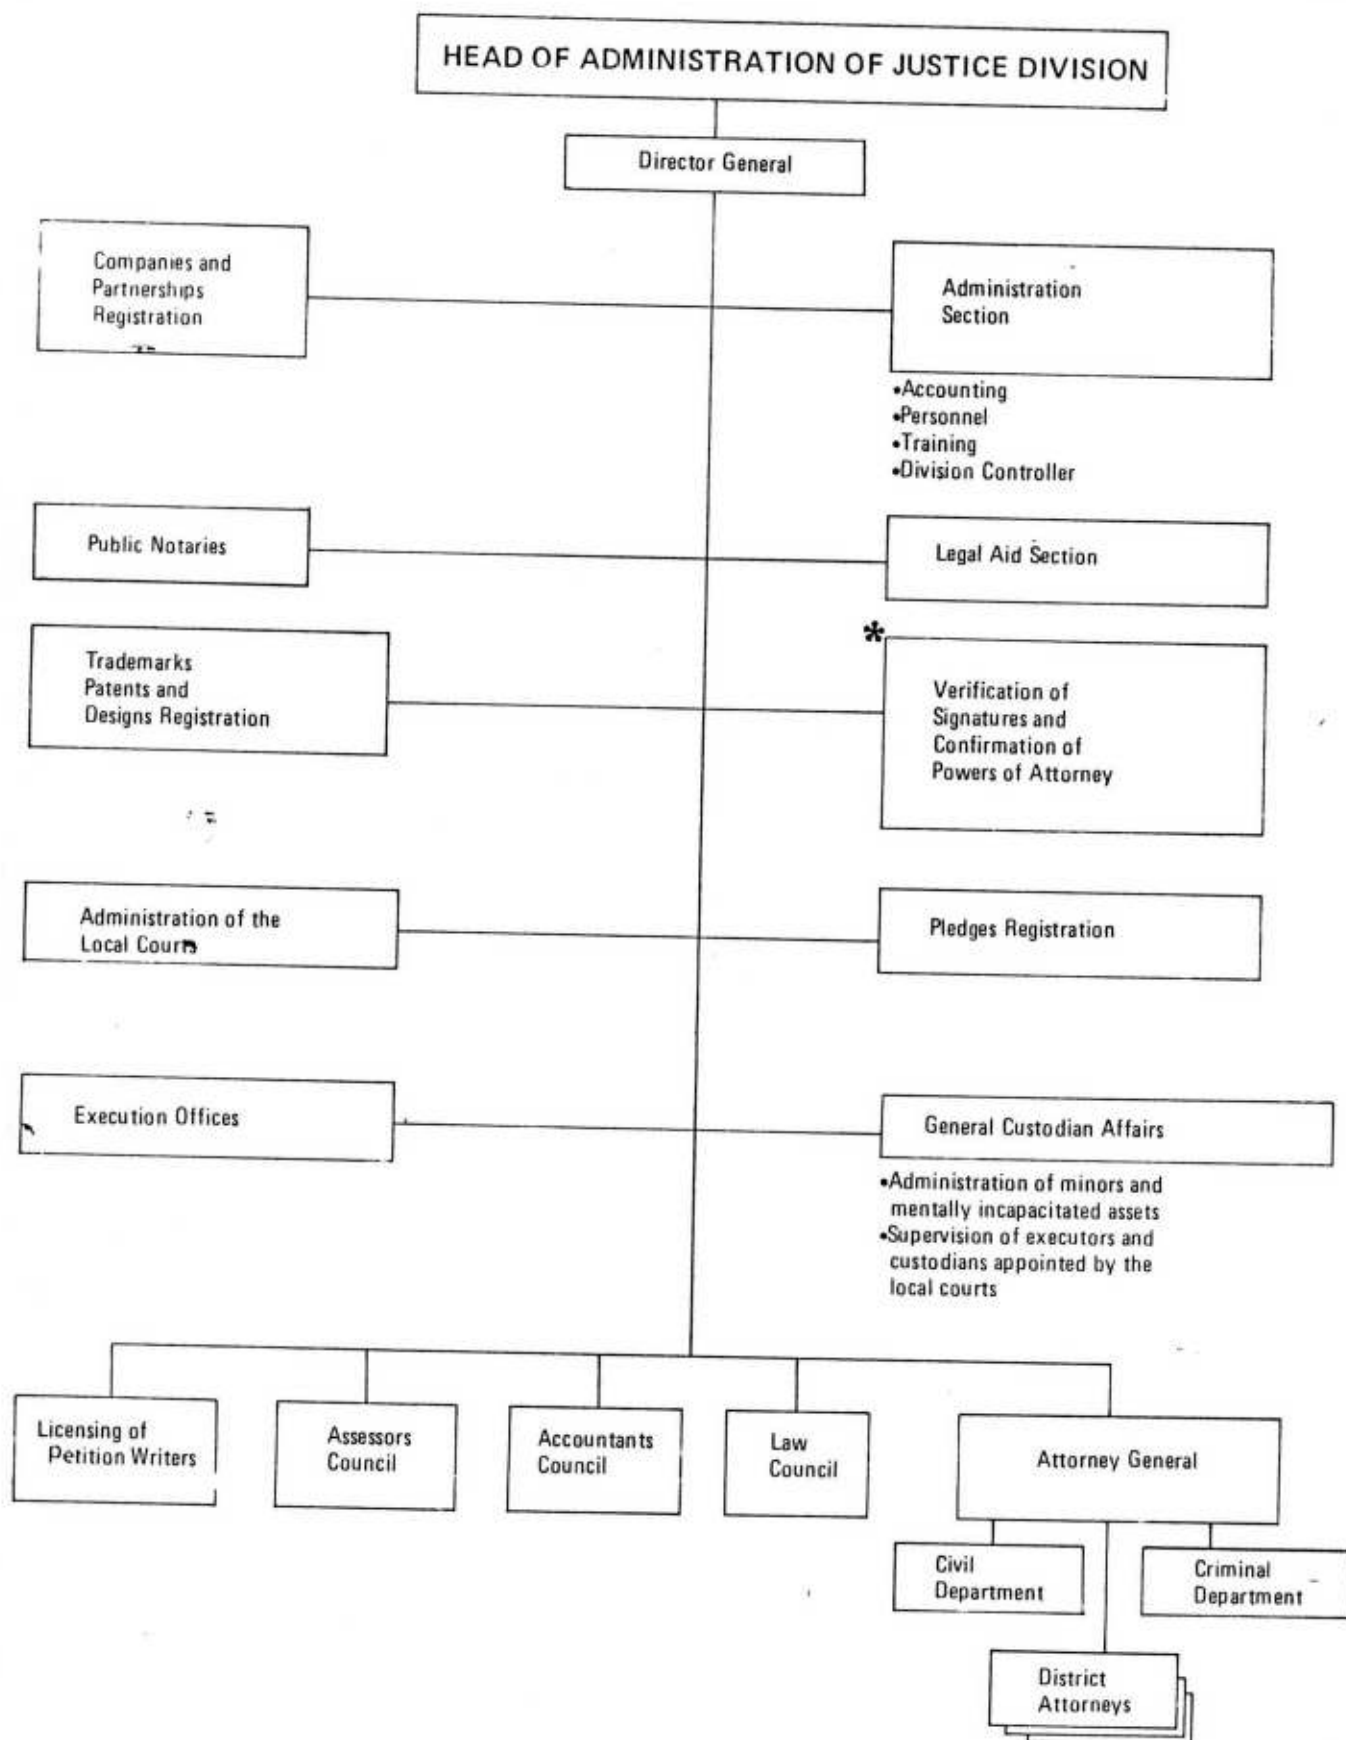 HEAD OF ADMINISTRATION OF JUSTICE DIVISION
Director General
Companies and
Partnerships
Registration
Administration
Section
•Accounting
•Personnel
•Training
•Division Controller
Public Notaries
Legal Aid Section
Trademarks
Patents and
Designs Registration
*
Verification of
Signatures and
Confirmation of
Powers of Attorney
Administration of the
Local Courts
Pledges Registration
Execution Offices
General Custodian Affairs
•Administration of minors and
mentally incapacitated assets
•Supervision of executors and
custodians appointed by the
local courts
Licensing of
Petition Writers
Assessors
Council
Accountants
Council
Law
Council
Attorney General
Civil
Department
Criminal
Department
District
Attorneys